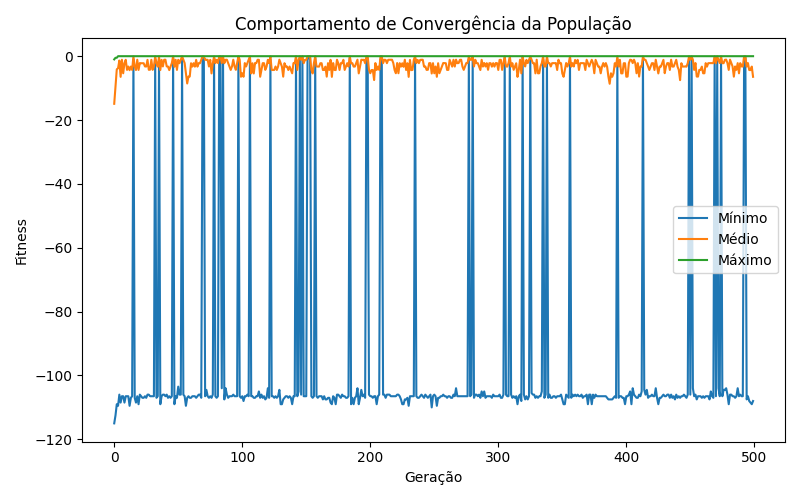 Comportamento de Convergência da População
Fitness
0
−20
−40
−60
−80
−100
−120
Mínimo
Médio
Máximo
0 100 200 300 400 500
Geração